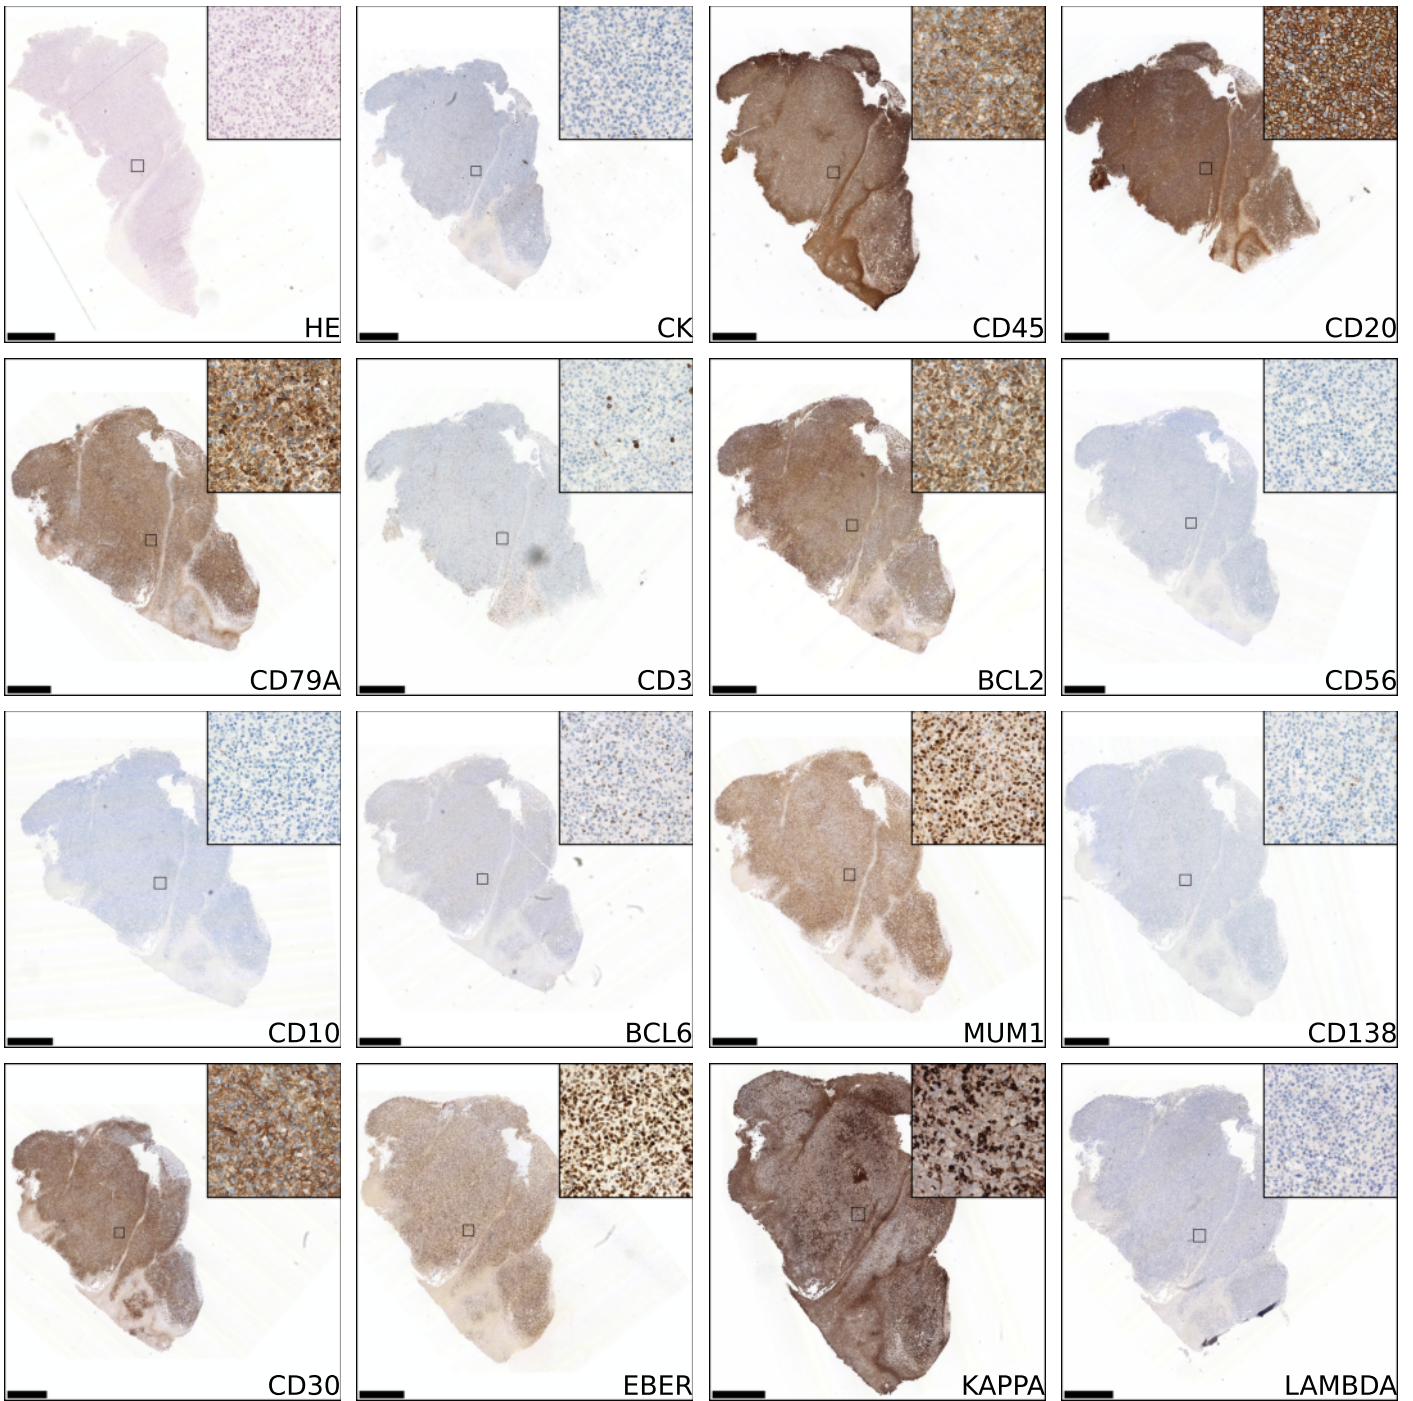 HE
CK
CD45
CD20
CD79A
CD3
BCL2
CD56
CD10
BCL6
MUM1
CD138
CD30
EBER
KAPPA
LAMBDA